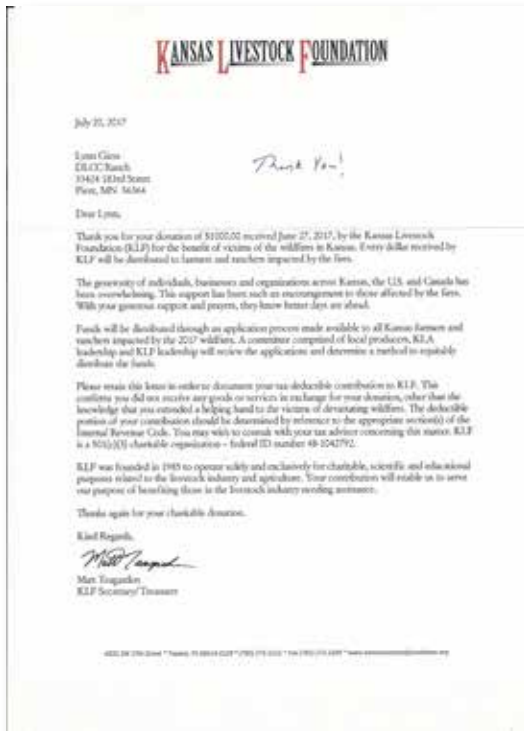 KANSAS LIVESTOCK FOUNDATION
July 20, 2017
Thank You!
Lynn
DLCC Ranch
Street
Pierz, MN 56364
Dear Lynn,
Thank you for your donation of $1000.00 received June 27, 2017, by the Kansas Livestock
Foundation (KLF) for the benefit of victims of the wildfires in Kansas. Every dollar received by
KLF will be distributed to farmers and ranchers impacted by the fires.
The generosity of individuals, businesses and organizations across Kansas, the U.S. and Canada has
been overwhelming. This support has been such an encouragement to those affected by the fires.
With your generous support and prayers, they know better days are ahead.
Funds will be distributed through an application process made available to all Kansas farmers and
ranchers impacted by the 2017 wildfires. A committee comprised of local producers, KLA
leadership and KLF leadership will review the applications and determine a method to equitably
distribute the funds.
Please retain this letter in order to document your tax deductible contribution to KLF. This
confirms you did not receive any goods or services in exchange for your donation, other than the
knowledge that you extended a helping hand to the victims of devastating wildfires. The deductible
portion of your contribution should be determined by reference to the appropriate section(s) of the
Internal Revenue Code. You may wish to consult with your tax advisor concerning this matter. KLF
is a 501(c)(3) charitable organization – federal ID number 48-1042792.
KLF was founded in 1985 to operate solely and exclusively for charitable, scientific and educational
purposes related to the livestock industry and agriculture. Your contribution will enable us to serve
our purpose of benefiting those in the livestock industry needing assistance.
Thanks again for your charitable donation.
Kind Regards,
Matt Teagarden
KLF Secretary/Treasurer